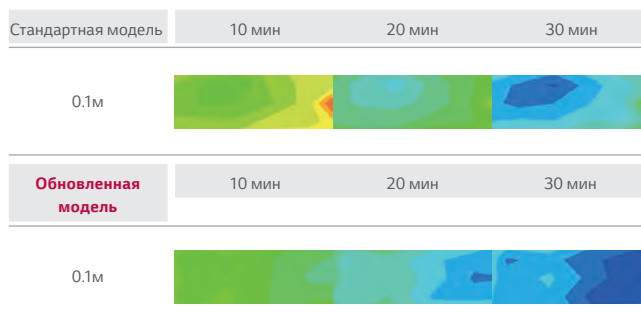 Стандартная модель 10 мин 20 мин 30 мин
0.1м
Обновленная 10 мин 20 мин 30 мин
модель
0.1м